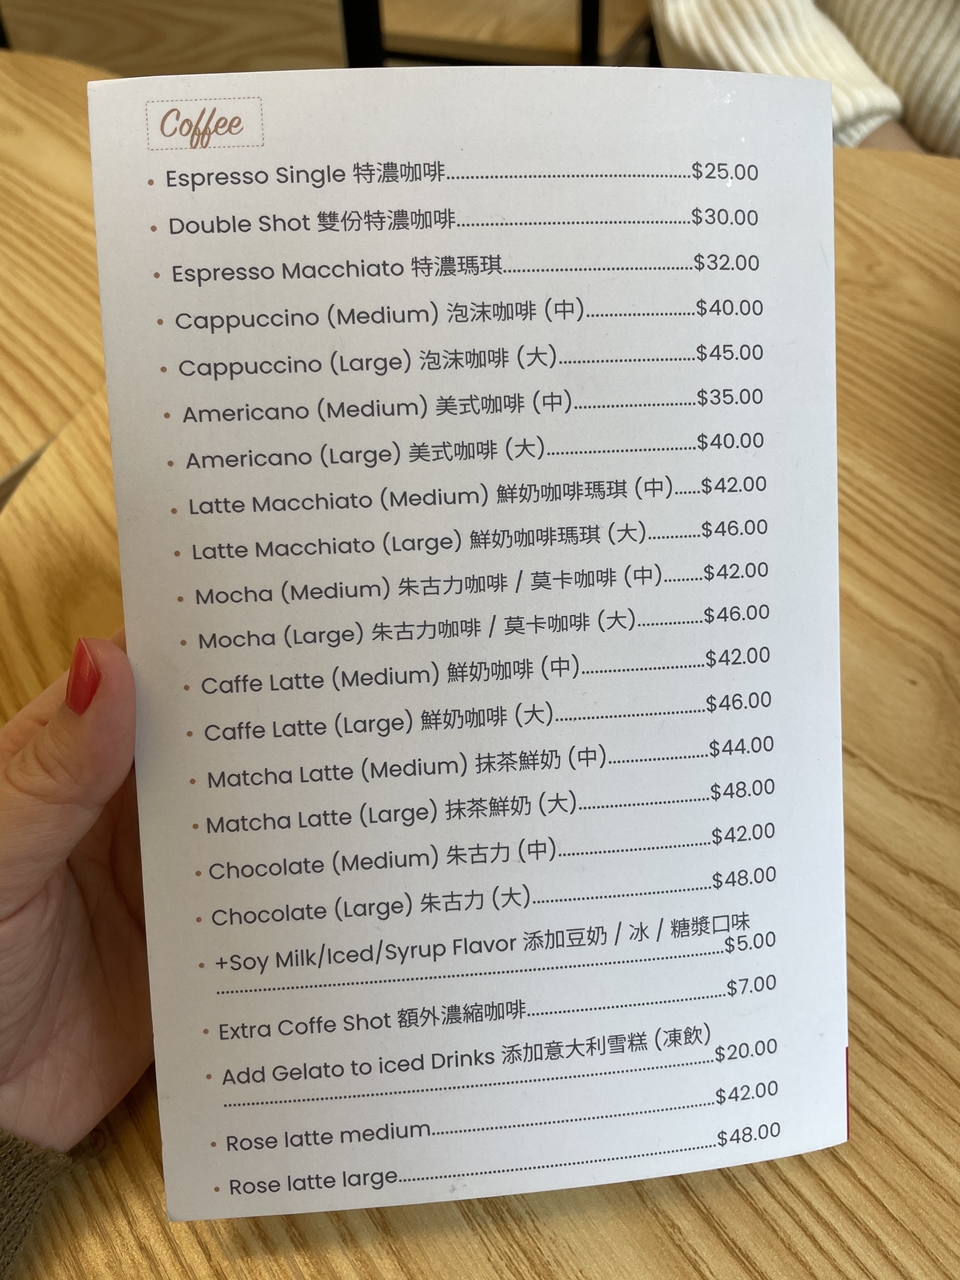 Coffee
• Espresso Single 特濃咖啡........................................$25.00
• Double Shot 雙份特濃咖啡........................................$30.00
• Espresso Macchiato 特濃瑪琪................................$32.00
• Cappuccino (Medium) 泡沫咖啡 (中)..................$40.00
• Cappuccino (Large) 泡沫咖啡 (大).......................$45.00
• Americano (Medium) 美式咖啡 (中)....................$35.00
• Americano (Large) 美式咖啡 (大).........................$40.00
• Latte Macchiato (Medium) 鮮奶咖啡瑪琪 (中)......$42.00
• Latte Macchiato (Large) 鮮奶咖啡瑪琪 (大)...........$46.00
• Mocha (Medium) 朱古力咖啡 / 莫卡咖啡 (中)........$42.00
• Mocha (Large) 朱古力咖啡 / 莫卡咖啡 (大).............$46.00
• Caffe Latte (Medium) 鮮奶咖啡 (中).....................$42.00
• Caffe Latte (Large) 鮮奶咖啡 (大)..........................$46.00
• Matcha Latte (Medium) 抹茶鮮奶 (中).................$44.00
• Matcha Latte (Large) 抹茶鮮奶 (大)......................$48.00
• Chocolate (Medium) 朱古力 (中)..........................$42.00
• Chocolate (Large) 朱古力 (大)...............................$48.00
• +Soy Milk/Iced/Syrup Flavor 添加豆奶 / 冰 / 糖漿口味
................................................................................$5.00
• Extra Coffe Shot 額外濃縮咖啡..................................$7.00
• Add Gelato to iced Drinks 添加意大利雪糕 (凍飲)
................................................................................$20.00
• Rose latte medium................................................$42.00
• Rose latte large......................................................$48.00